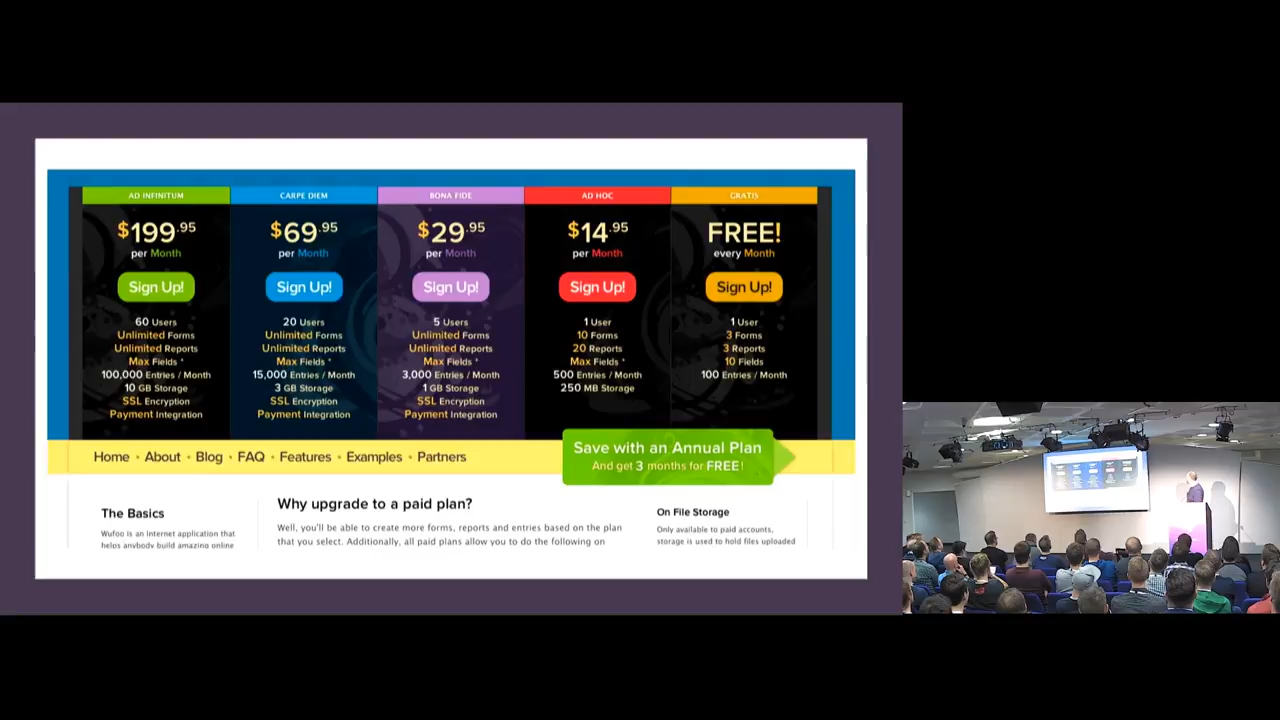 AD INFINITUM
$199.95
per Month
Sign Up!
60 Users
Unlimited Forms
Unlimited Reports
Max Fields *
100,000 Entries / Month
10 GB Storage
SSL Encryption
Payment Integration
CARPE DIEM
$69.95
per Month
Sign Up!
20 Users
Unlimited Forms
Unlimited Reports
Max Fields *
15,000 Entries / Month
3 GB Storage
SSL Encryption
Payment Integration
BONA FIDE
$29.95
per Month
Sign Up!
5 Users
Unlimited Forms
Unlimited Reports
Max Fields *
3,000 Entries / Month
1 GB Storage
SSL Encryption
Payment Integration
AD HOC
$14.95
per Month
Sign Up!
1 User
10 Forms
20 Reports
Max Fields *
500 Entries / Month
250 MB Storage
GRATIS
FREE!
every Month
Sign Up!
1 User
3 Forms
3 Reports
10 Fields
100 Entries / Month
Home • About • Blog • FAQ • Features • Examples • Partners
Save with an Annual Plan
And get 3 months for FREE!
The Basics
Wufoo is an Internet application that
helps anybody build amazing online
Why upgrade to a paid plan?
Well, you'll be able to create more forms, reports and entries based on the plan
that you select. Additionally, all paid plans allow you to do the following on
On File Storage
Only available to paid accounts,
storage is used to hold files uploaded